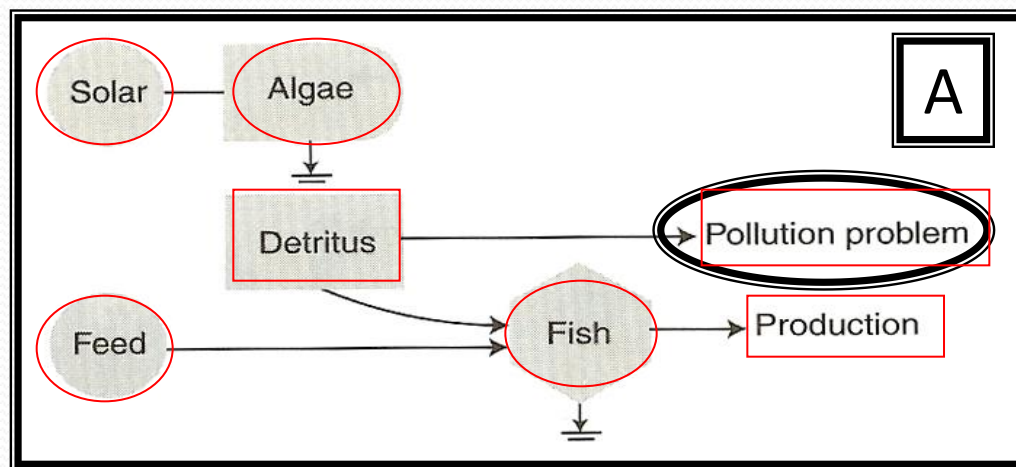 Solar
Algae
A
Detritus
Pollution problem
Feed
Fish
Production